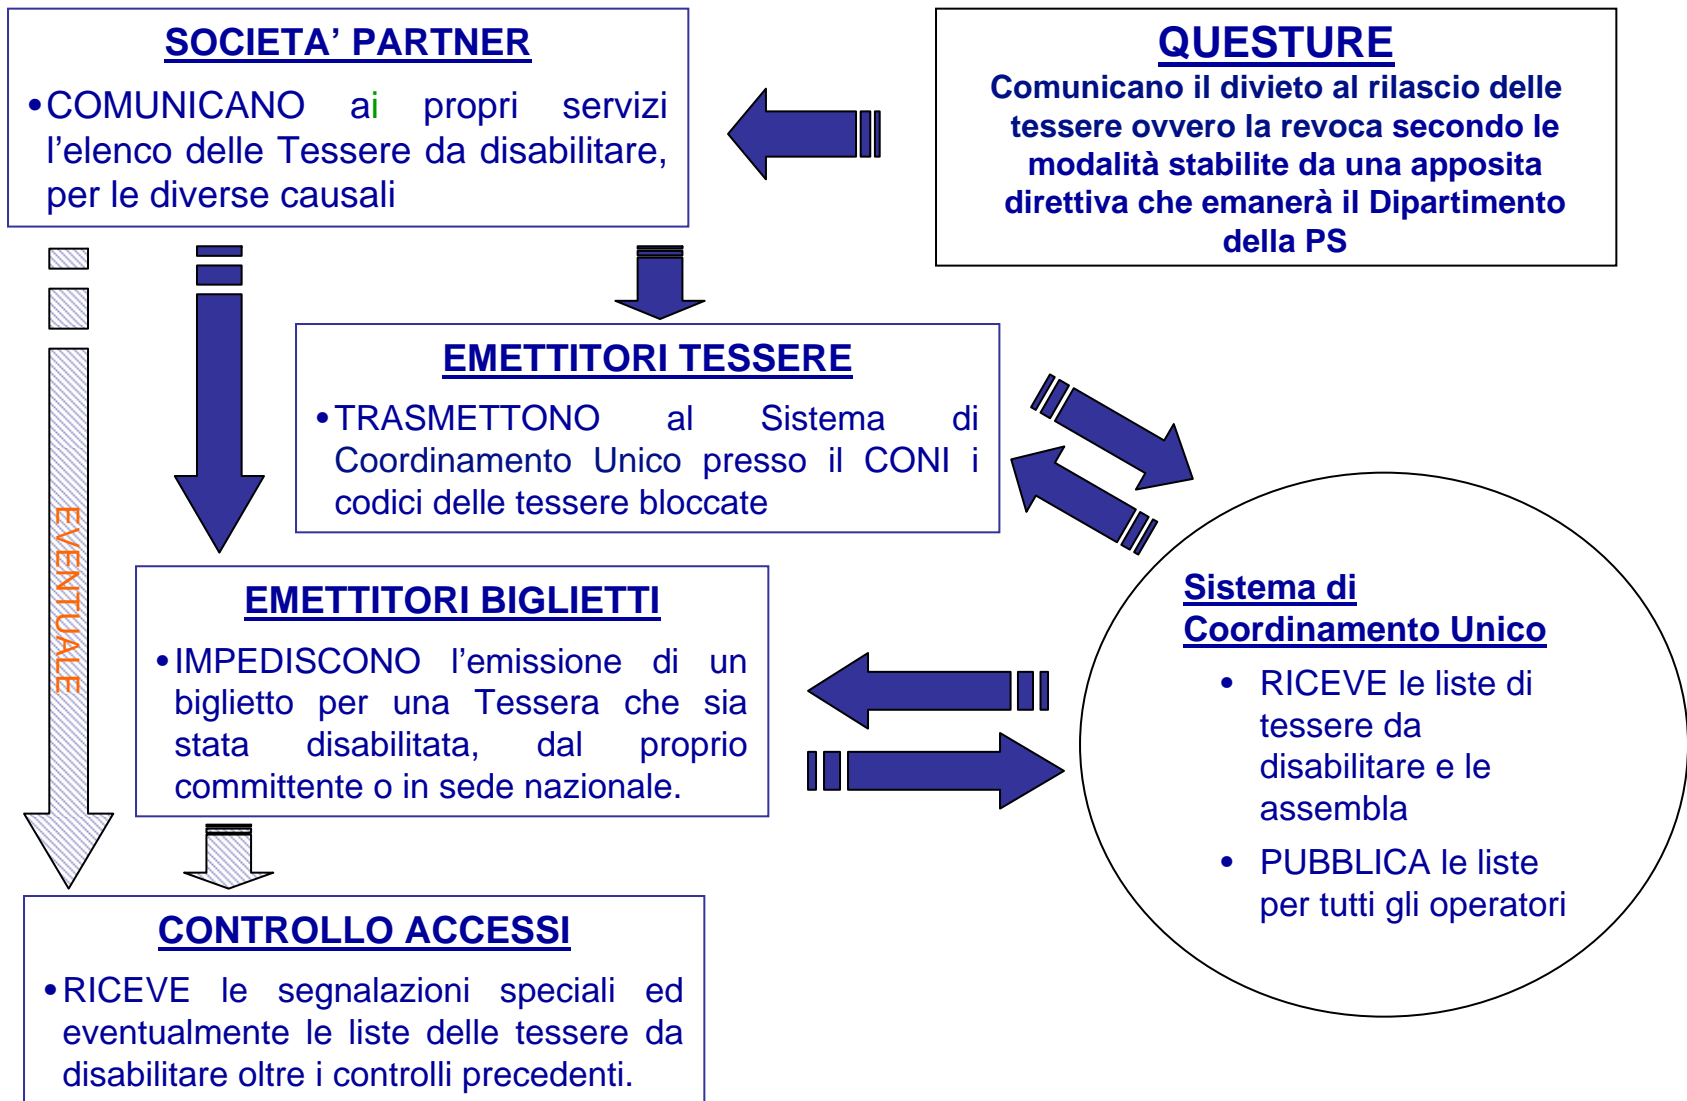 SOCIETA’ PARTNER
•COMUNICANO ai propri servizi
l’elenco delle Tessere da disabilitare,
per le diverse causali
QUESTURE
Comunicano il divieto al rilascio delle
tessere ovvero la revoca secondo le
modalità stabilite da una apposita
direttiva che emanerà il Dipartimento
della PS
EMETTITORI TESSERE
•TRASMETTONO al Sistema di
Coordinamento Unico presso il CONI i
codici delle tessere bloccate
EVENTUALE
EMETTITORI BIGLIETTI
•IMPEDISCONO l’emissione di un
biglietto per una Tessera che sia
stata disabilitata, dal proprio
committente o in sede nazionale.
Sistema di
Coordinamento Unico
• RICEVE le liste di
tessere da
disabilitare e le
assembla
• PUBBLICA le liste
per tutti gli operatori
CONTROLLO ACCESSI
•RICEVE le segnalazioni speciali ed
eventualmente le liste delle tessere da
disabilitare oltre i controlli precedenti.